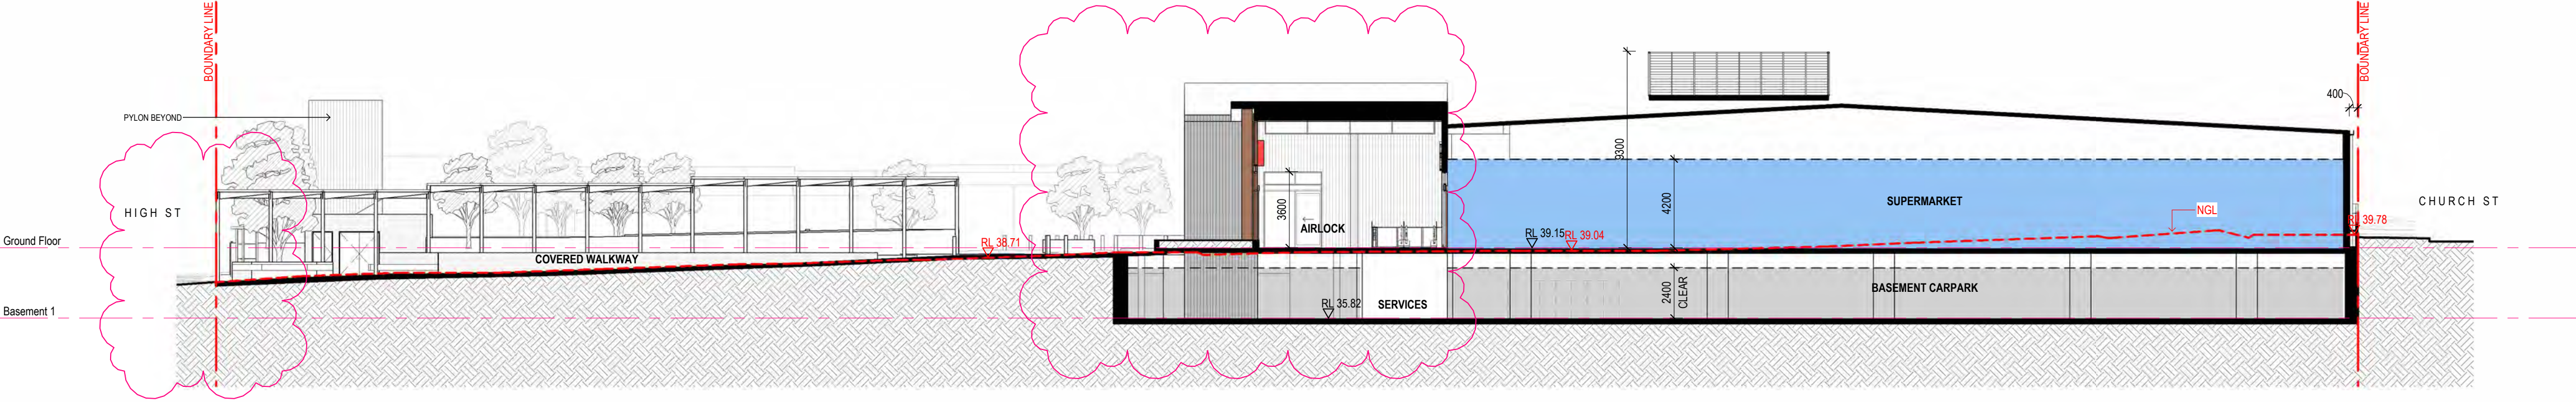 BOUNDARY LINE
BOUNDARY LINE
400
PYLON BEYOND
9300
HIGH ST
3600
4200
SUPERMARKET
NGL
CHURCH ST
RL 39.78
AIRLOCK
RL 39.15
RL 39.04
Ground Floor
RL 38.71
COVERED WALKWAY
2400
CLEAR
BASEMENT CARPARK
RL 35.82
SERVICES
Basement 1